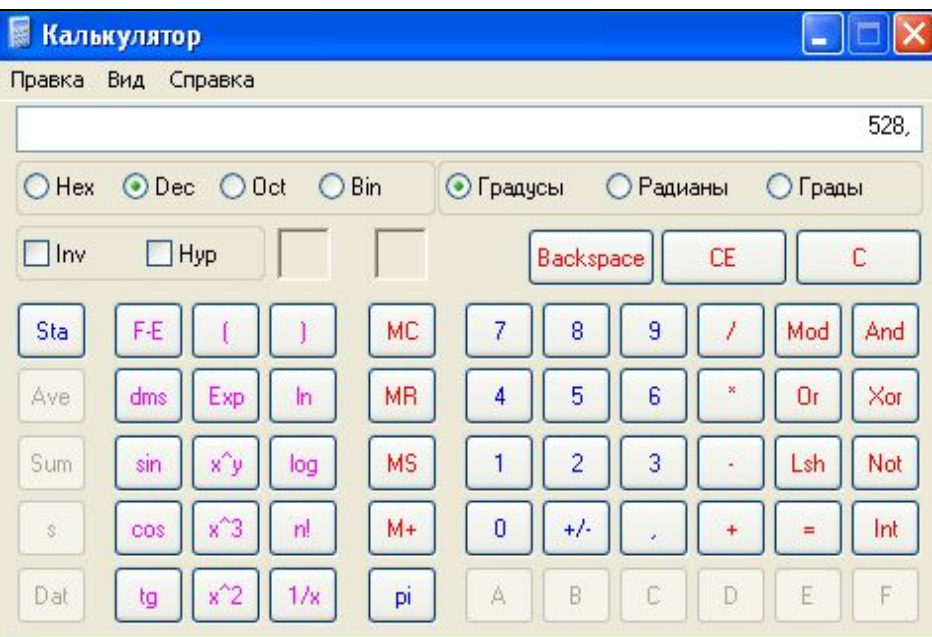 Калькулятор
Правка Вид Справка
528,
Hex Dec Oct Bin Градусы Радианы Грады
Inv Hyp Backspace CE C
Sta F-E ( ) MC 7 8 9 / Mod And
Ave dms Exp ln MR 4 5 6 * Or Xor
Sum sin x^y log MS 1 2 3 - Lsh Not
s cos x^3 n! M+ 0 +/- , + = Int
Dat tg x^2 1/x pi A B C D E F